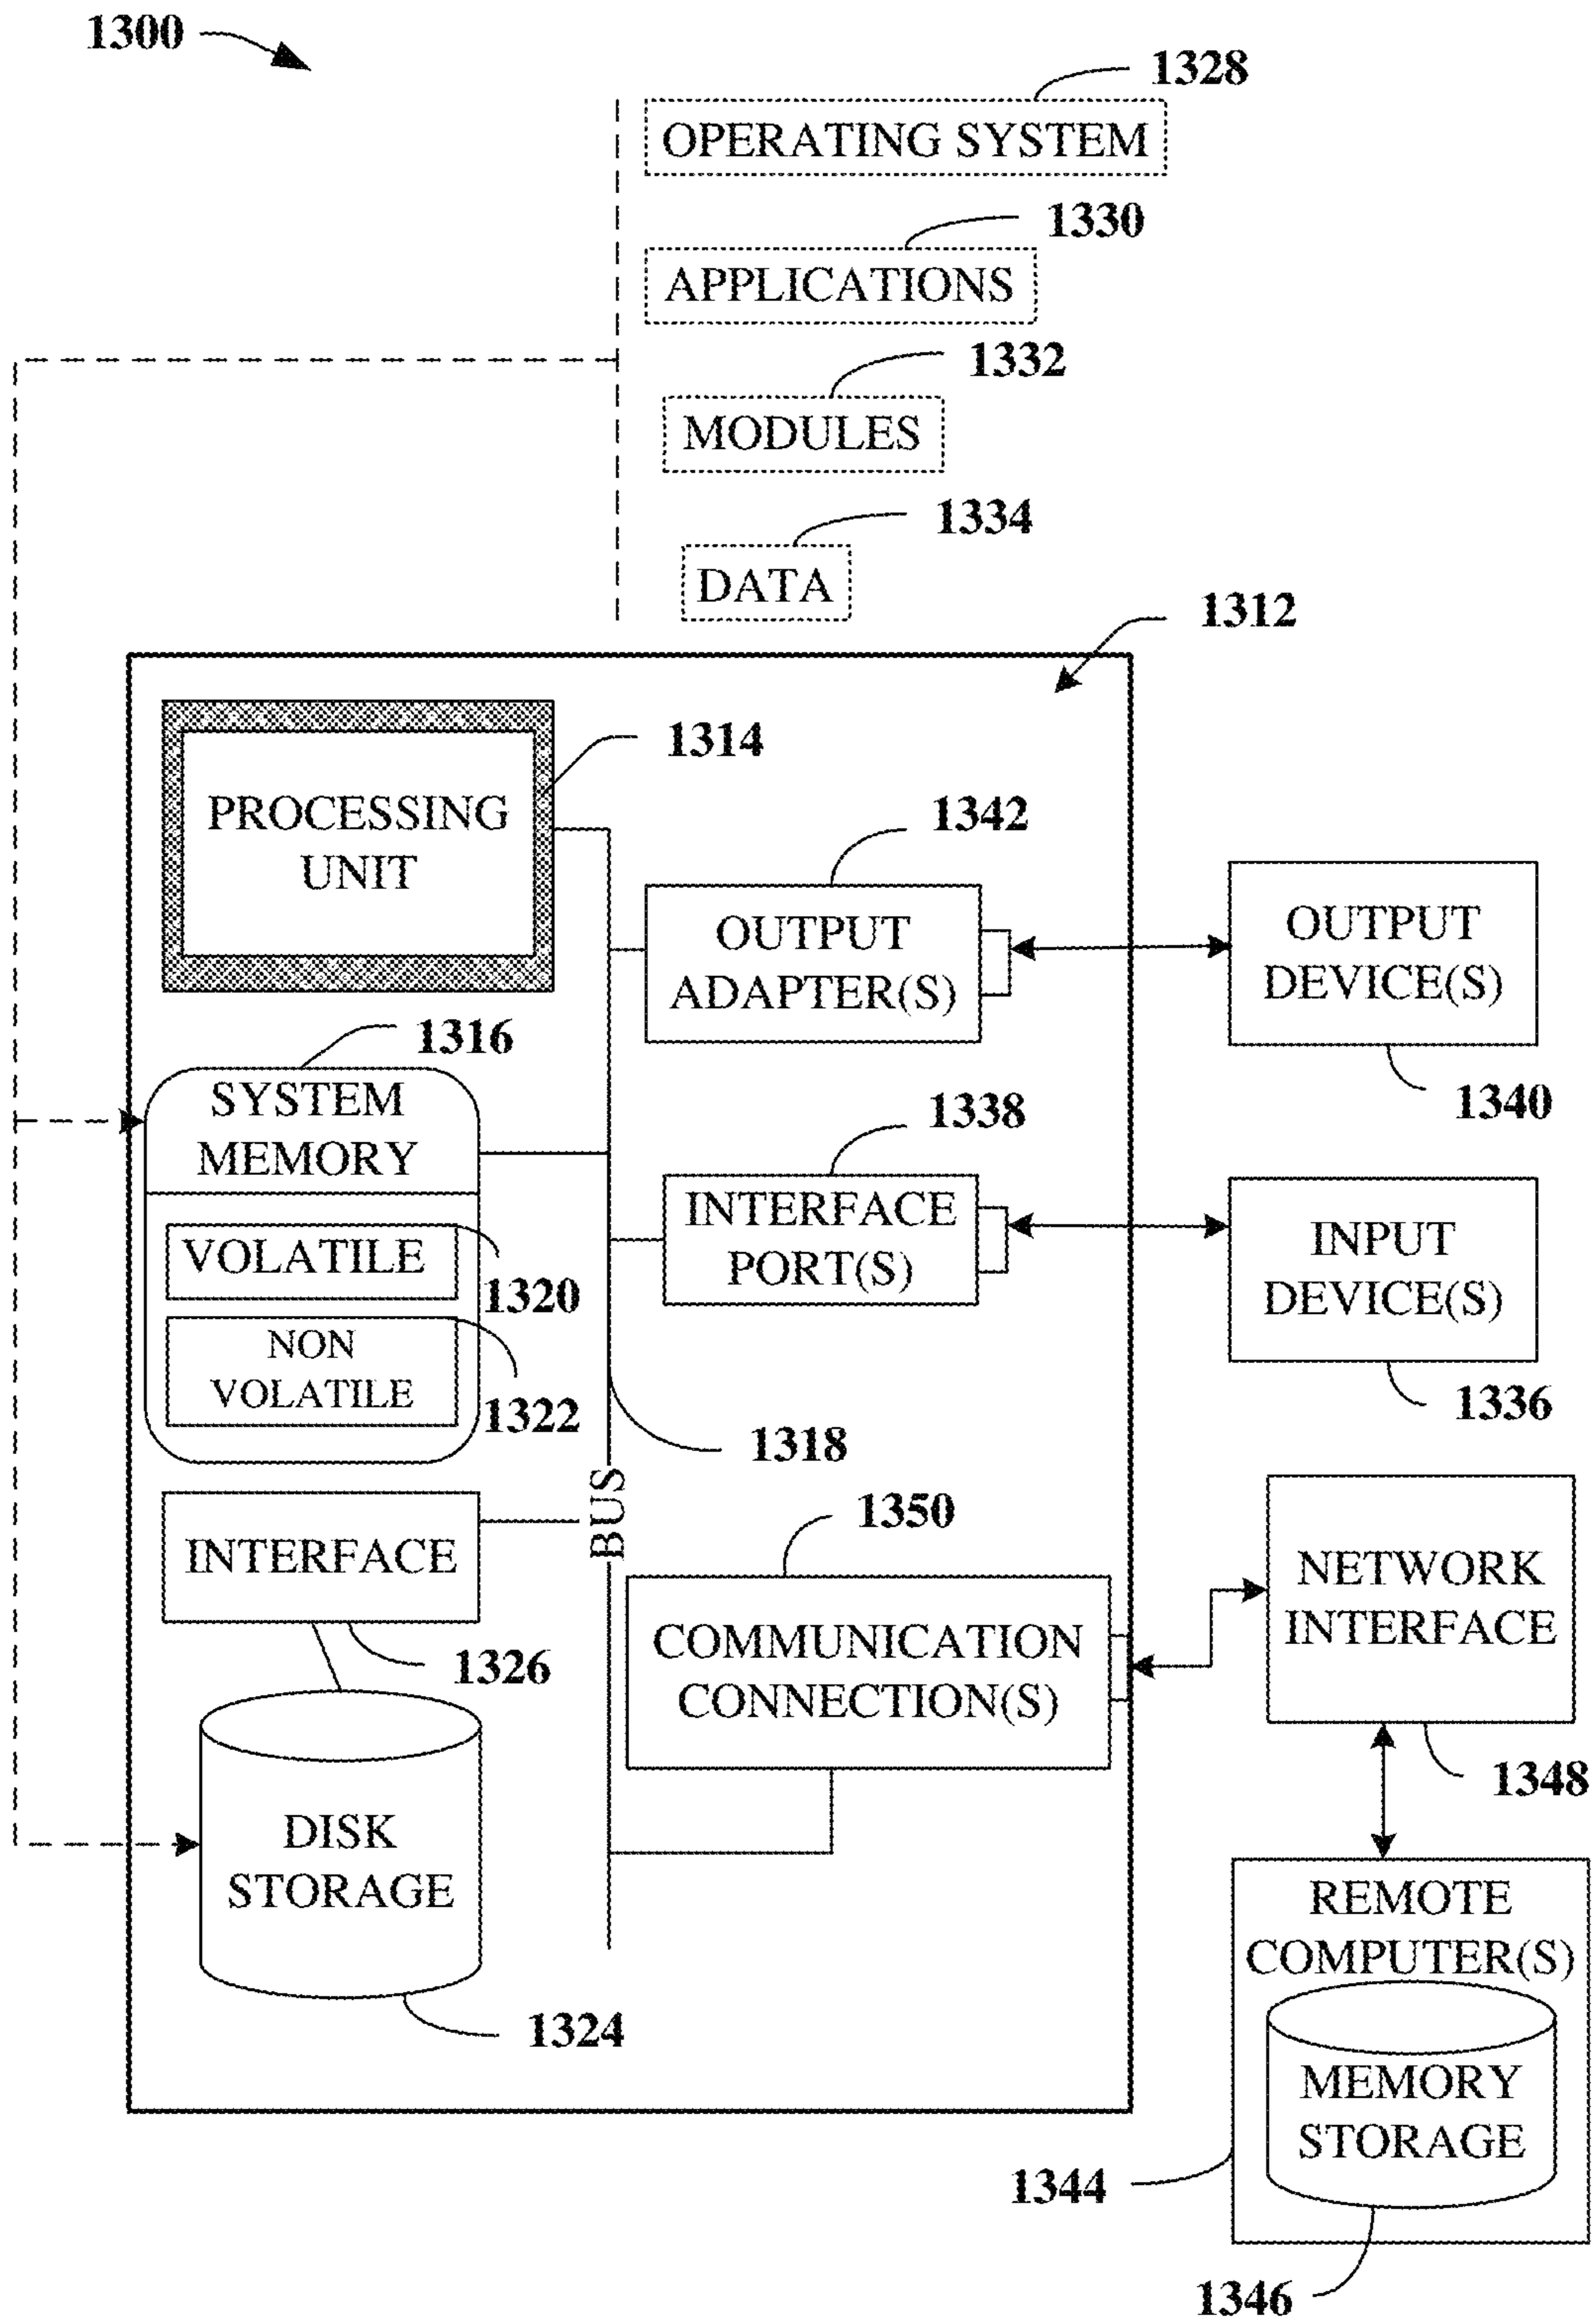 1300
1328
OPERATING SYSTEM
1330
APPLICATIONS
1332
MODULES
1334
DATA
1312
PROCESSING
UNIT
1314
1342
OUTPUT
ADAPTER(S)
OUTPUT
DEVICE(S)
1340
1316
SYSTEM
MEMORY
VOLATILE
1320
NON
VOLATILE
1322
1338
INTERFACE
PORT(S)
INPUT
DEVICE(S)
1336
1318
BUS
INTERFACE
1326
1350
COMMUNICATION
CONNECTION(S)
NETWORK
INTERFACE
1348
DISK
STORAGE
1324
REMOTE
COMPUTER(S)
MEMORY
STORAGE
1344
1346